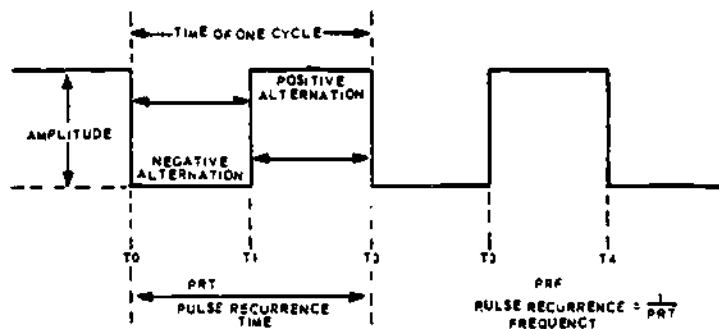 TIME OF ONE CYCLE
POSITIVE
ALTERNATION
AMPLITUDE
NEGATIVE
ALTERNATION
T0 T1 T2 T3 T4
PRT
PULSE RECURRENCE
TIME
PRF
PULSE RECURRENCE = 1/PRT
FREQUENCY